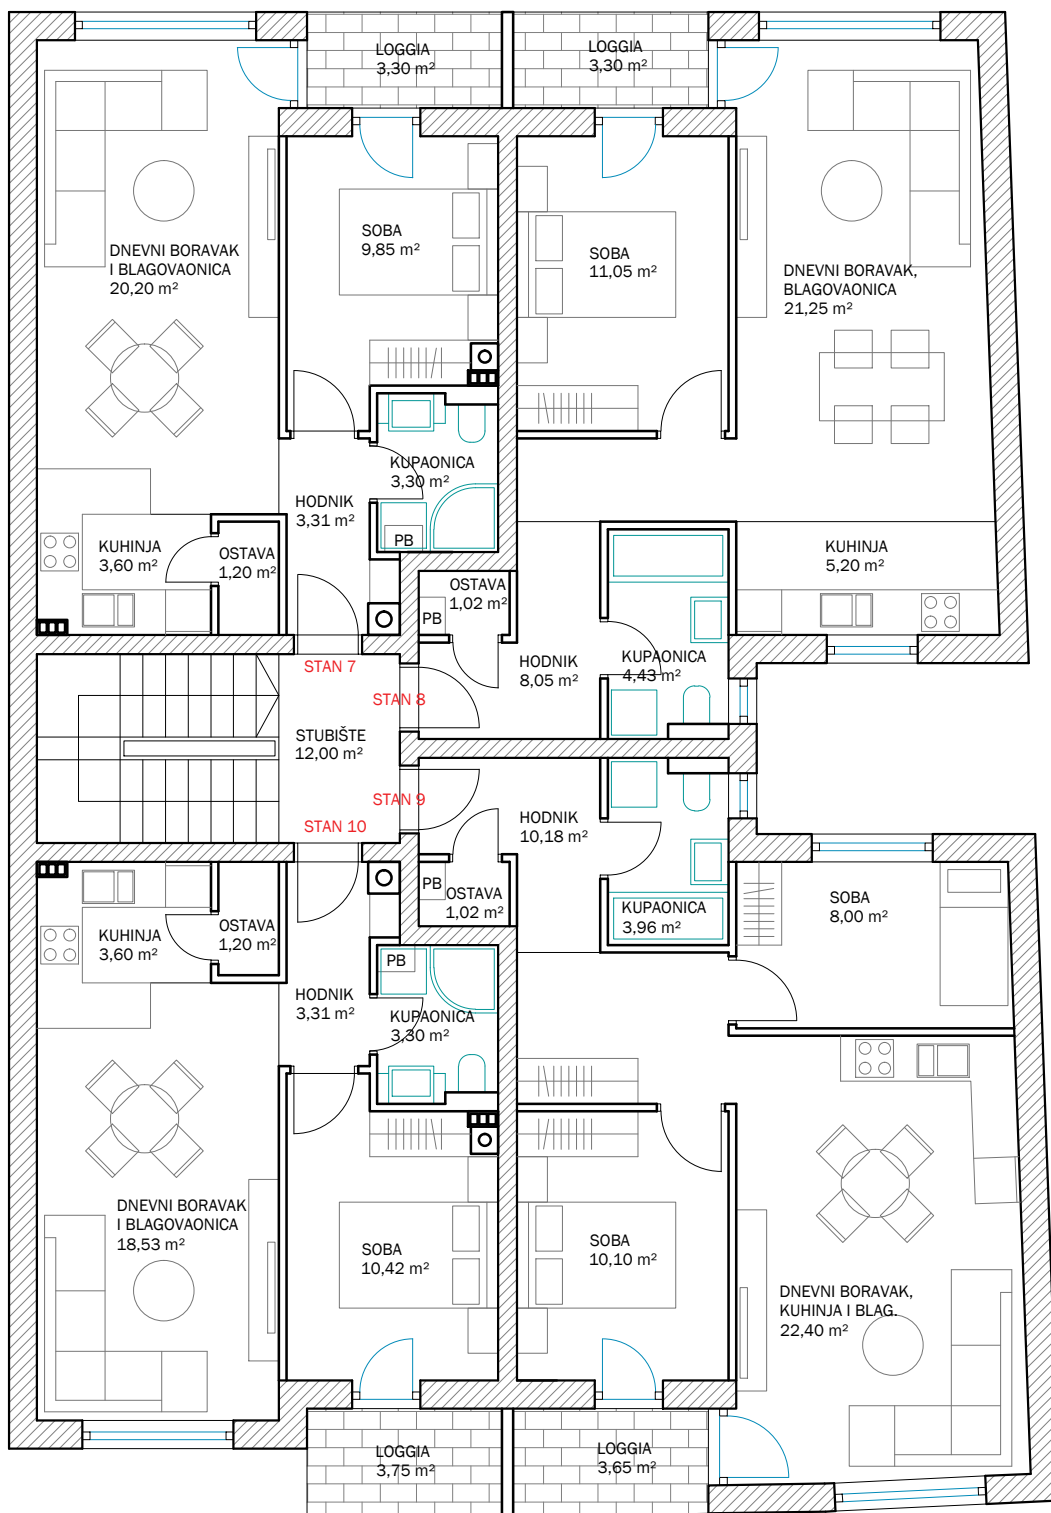 LOGGIA
3,30 m²
LOGGIA
3,30 m²
SOBA
9,85 m²
SOBA
11,05 m²
DNEVNI BORAVAK
I BLAGOVAONICA
20,20 m²
DNEVNI BORAVAK,
BLAGOVAONICA
21,25 m²
KUPAONICA
3,30 m²
HODNIK
3,31 m²
PB
KUHINJA
3,60 m²
OSTAVA
1,20 m²
KUHINJA
5,20 m²
OSTAVA
1,02 m²
PB
STAN 7
HODNIK
8,05 m²
KUPAONICA
4,43 m²
STAN 8
STUBIŠTE
12,00 m²
STAN 9
STAN 10
HODNIK
10,18 m²
PB
OSTAVA
1,02 m²
KUPAONICA
3,96 m²
SOBA
8,00 m²
KUHINJA
3,60 m²
OSTAVA
1,20 m²
PB
HODNIK
3,31 m²
KUPAONICA
3,30 m²
DNEVNI BORAVAK
I BLAGOVAONICA
18,53 m²
SOBA
10,42 m²
SOBA
10,10 m²
DNEVNI BORAVAK,
KUHINJA I BLAG.
22,40 m²
LOGGIA
3,75 m²
LOGGIA
3,65 m²